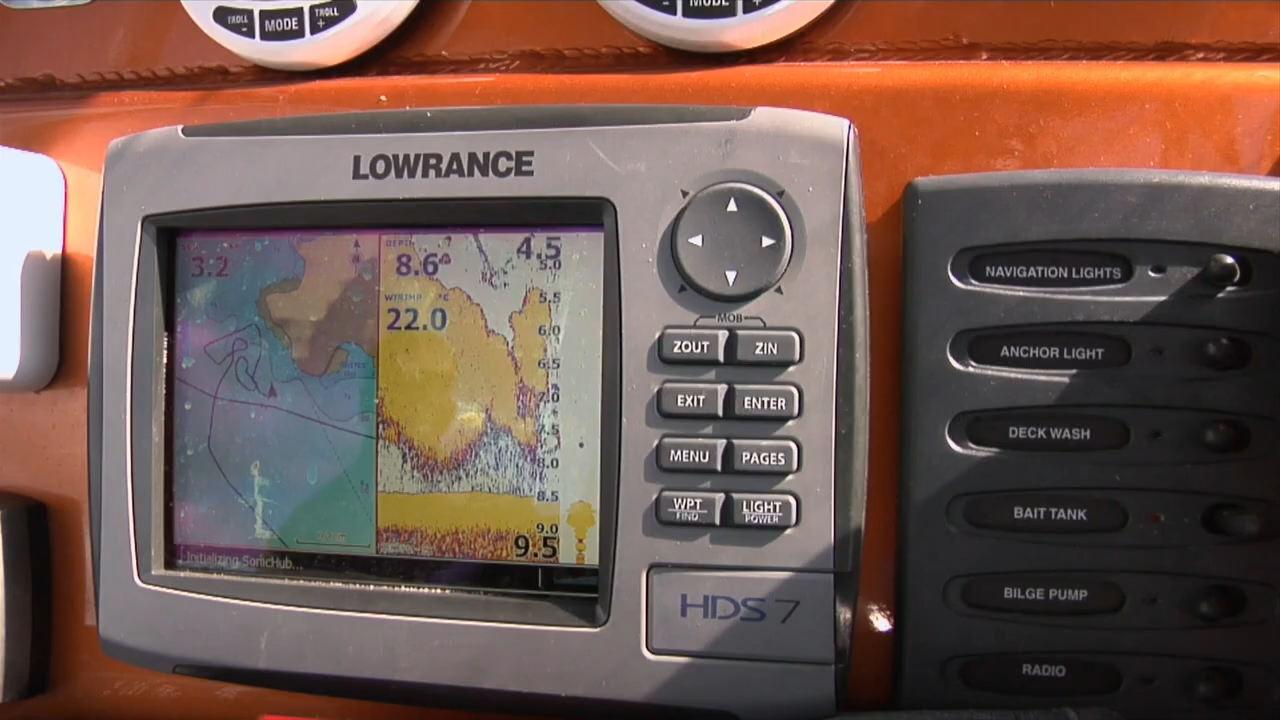 TROLL
-
MODE
TROLL
+
-
MODE
+
LOWRANCE
3.2
DEPTH
8.6
WTRTMP °C
22.0
4.5
5.0
5.5
6.0
6.5
7.0
7.5
8.0
8.5
9.0
9.5
Initializing SonicHub...
MOB
ZOUT
ZIN
EXIT
ENTER
MENU
PAGES
WPT
FIND
LIGHT
POWER
HDS 7
NAVIGATION LIGHTS
ANCHOR LIGHT
DECK WASH
BAIT TANK
BILGE PUMP
RADIO